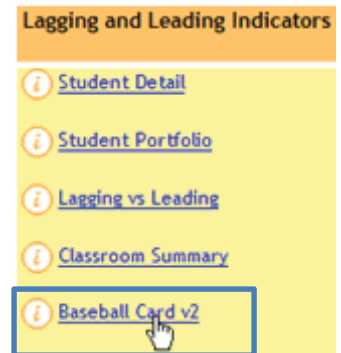 Lagging and Leading Indicators
i Student Detail
i Student Portfolio
i Lagging vs Leading
i Classroom Summary
i Baseball Card v2